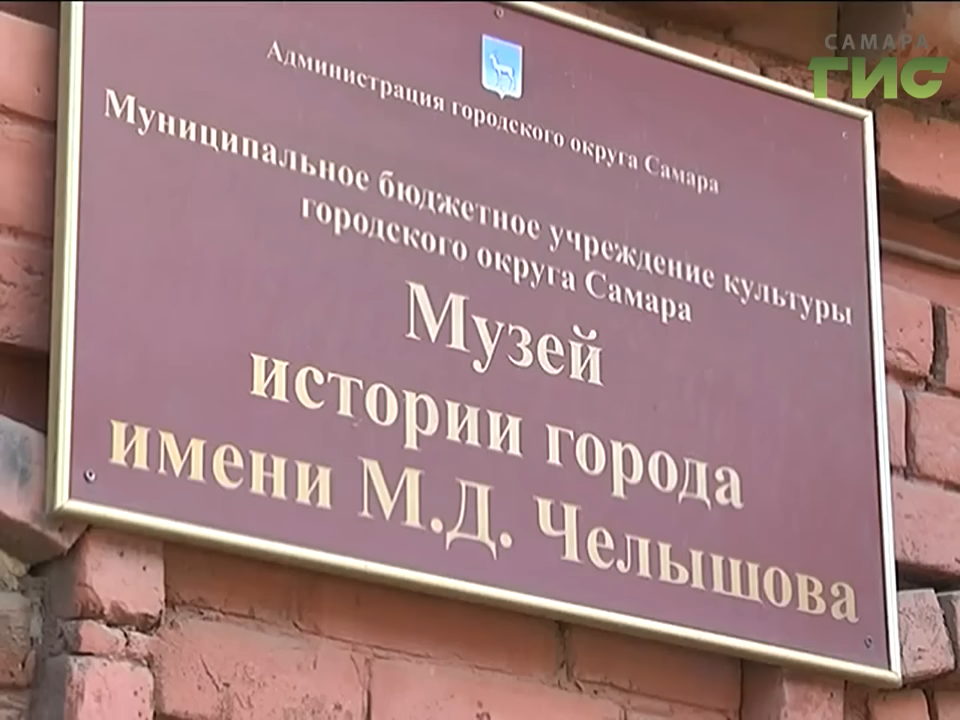 САМАРА
ГИС
Администрация городского округа Самара
Муниципальное бюджетное учреждение культуры
городского округа Самара
Музей
истории города
имени М.Д. Челышова